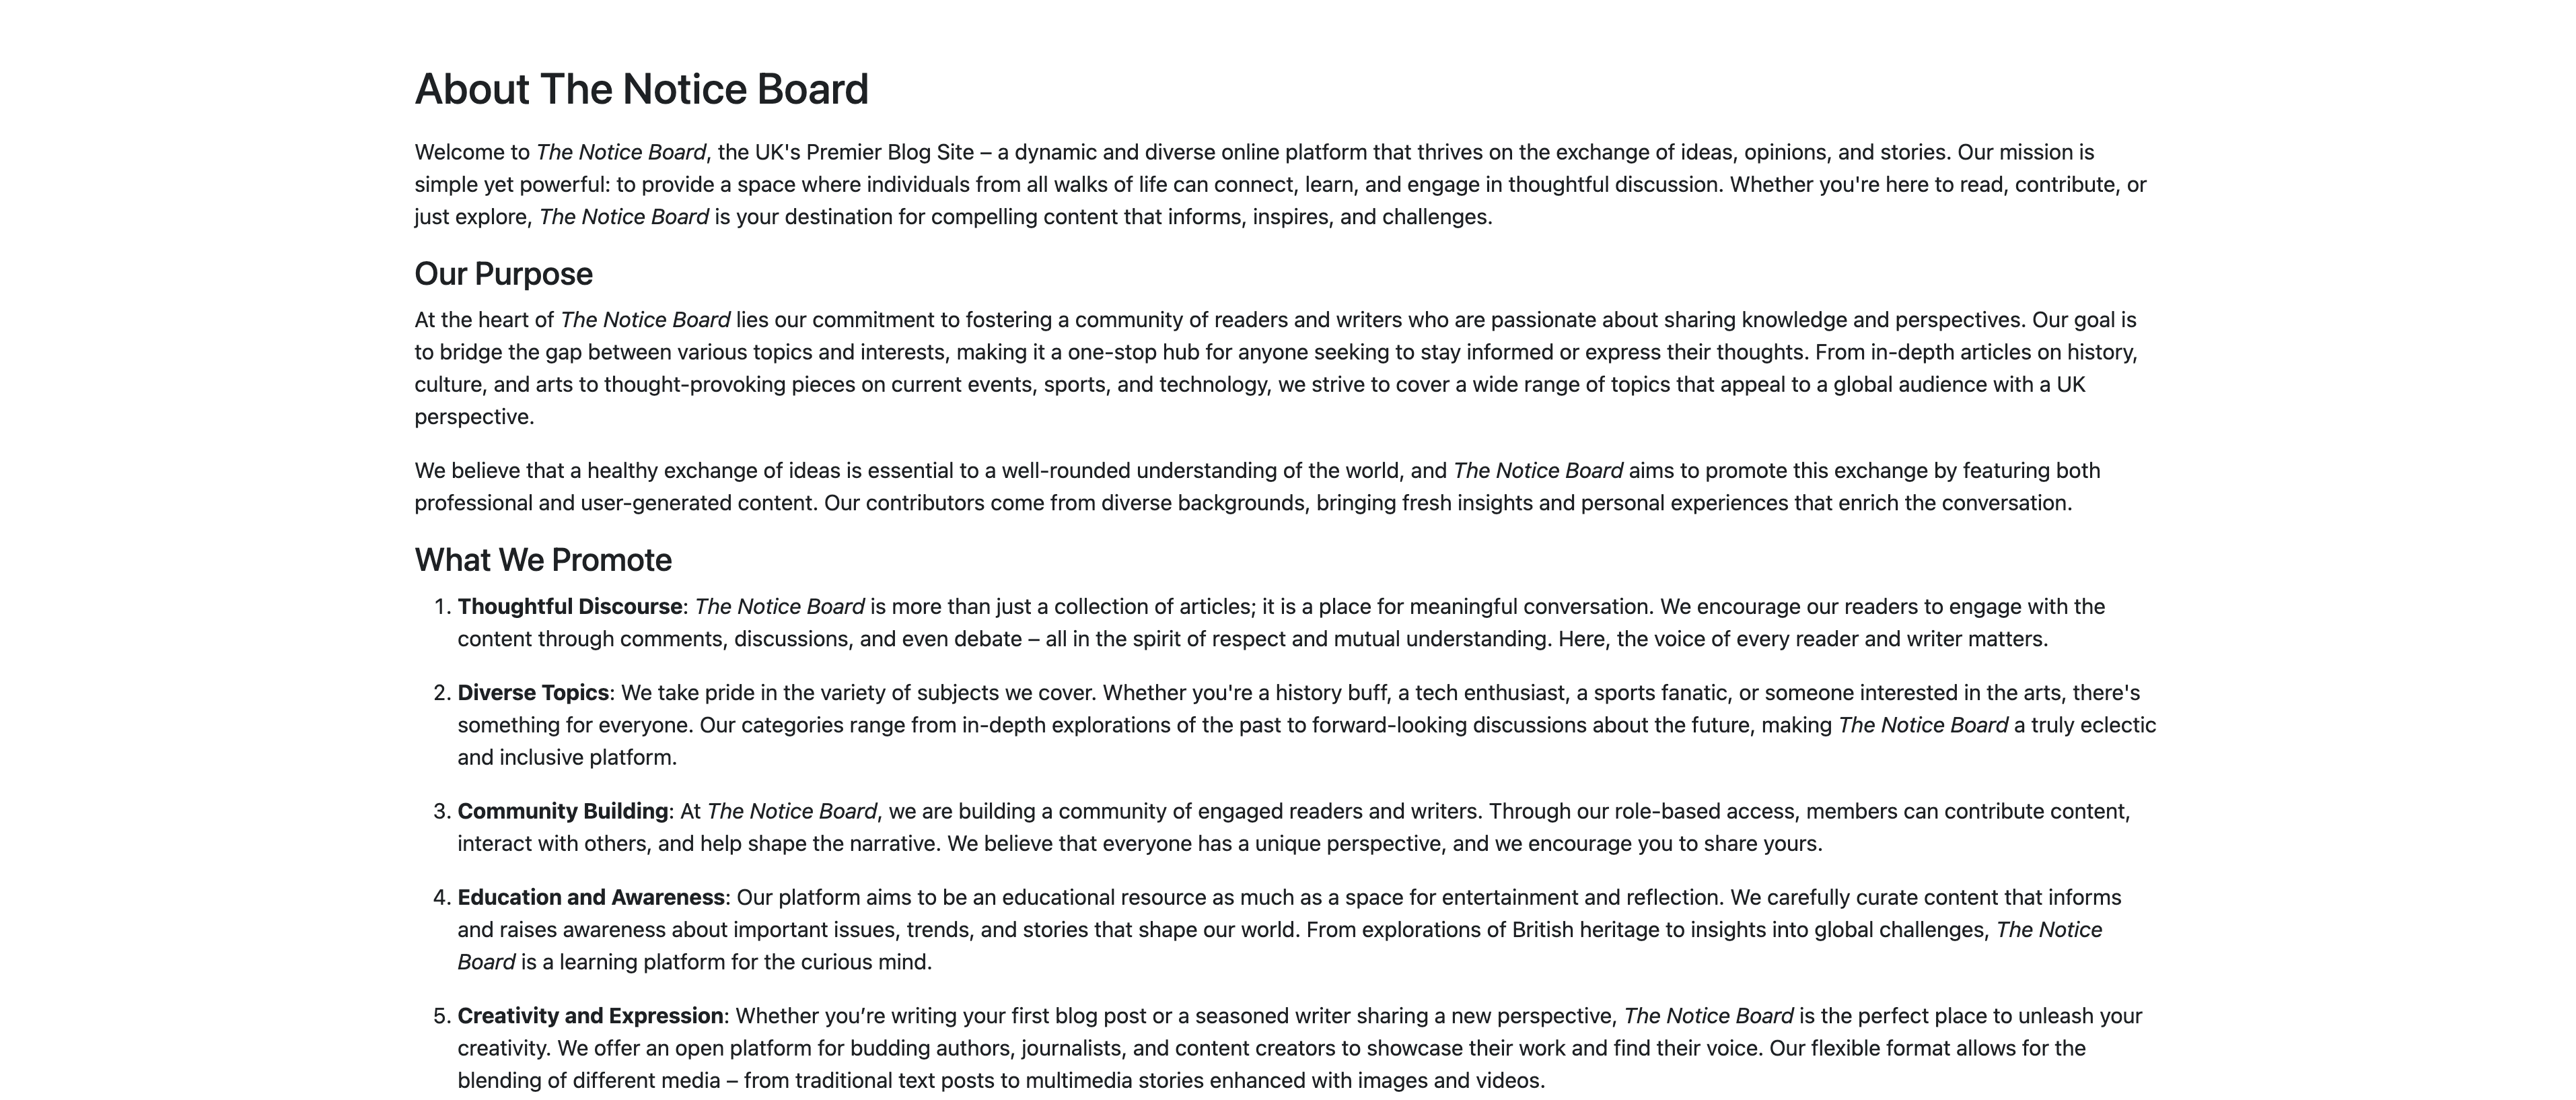 About The Notice Board
Welcome to The Notice Board, the UK's Premier Blog Site – a dynamic and diverse online platform that thrives on the exchange of ideas, opinions, and stories. Our mission is
simple yet powerful: to provide a space where individuals from all walks of life can connect, learn, and engage in thoughtful discussion. Whether you're here to read, contribute, or
just explore, The Notice Board is your destination for compelling content that informs, inspires, and challenges.
Our Purpose
At the heart of The Notice Board lies our commitment to fostering a community of readers and writers who are passionate about sharing knowledge and perspectives. Our goal is
to bridge the gap between various topics and interests, making it a one-stop hub for anyone seeking to stay informed or express their thoughts. From in-depth articles on history,
culture, and arts to thought-provoking pieces on current events, sports, and technology, we strive to cover a wide range of topics that appeal to a global audience with a UK
perspective.
We believe that a healthy exchange of ideas is essential to a well-rounded understanding of the world, and The Notice Board aims to promote this exchange by featuring both
professional and user-generated content. Our contributors come from diverse backgrounds, bringing fresh insights and personal experiences that enrich the conversation.
What We Promote
1. Thoughtful Discourse: The Notice Board is more than just a collection of articles; it is a place for meaningful conversation. We encourage our readers to engage with the
content through comments, discussions, and even debate – all in the spirit of respect and mutual understanding. Here, the voice of every reader and writer matters.
2. Diverse Topics: We take pride in the variety of subjects we cover. Whether you're a history buff, a tech enthusiast, a sports fanatic, or someone interested in the arts, there's
something for everyone. Our categories range from in-depth explorations of the past to forward-looking discussions about the future, making The Notice Board a truly eclectic
and inclusive platform.
3. Community Building: At The Notice Board, we are building a community of engaged readers and writers. Through our role-based access, members can contribute content,
interact with others, and help shape the narrative. We believe that everyone has a unique perspective, and we encourage you to share yours.
4. Education and Awareness: Our platform aims to be an educational resource as much as a space for entertainment and reflection. We carefully curate content that informs
and raises awareness about important issues, trends, and stories that shape our world. From explorations of British heritage to insights into global challenges, The Notice
Board is a learning platform for the curious mind.
5. Creativity and Expression: Whether you’re writing your first blog post or a seasoned writer sharing a new perspective, The Notice Board is the perfect place to unleash your
creativity. We offer an open platform for budding authors, journalists, and content creators to showcase their work and find their voice. Our flexible format allows for the
blending of different media – from traditional text posts to multimedia stories enhanced with images and videos.